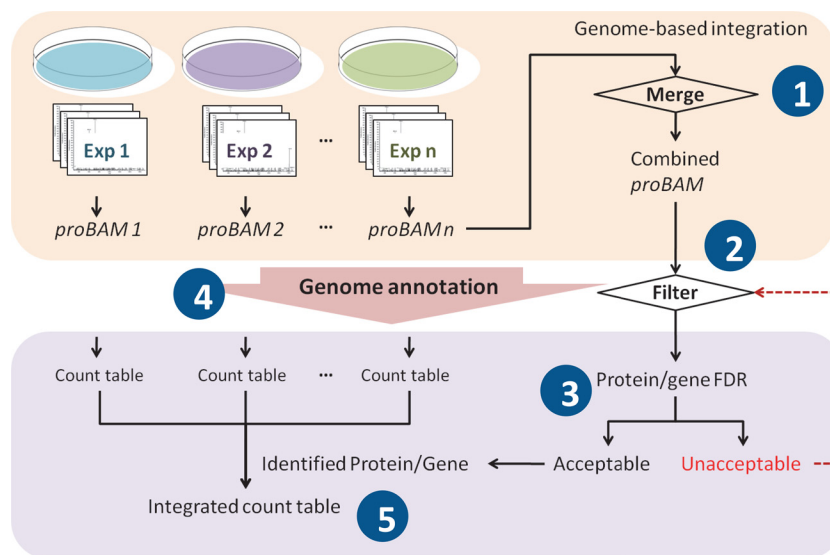 Genome-based integration
Exp 1
Exp 2
...
Exp n
Merge
1
Combined
proBAM
proBAM 1
proBAM 2
...
proBAM n
2
4
Genome annotation
Filter
Count table
Count table
...
Count table
3
Protein/gene FDR
Identified Protein/Gene
Acceptable
Unacceptable
Integrated count table
5